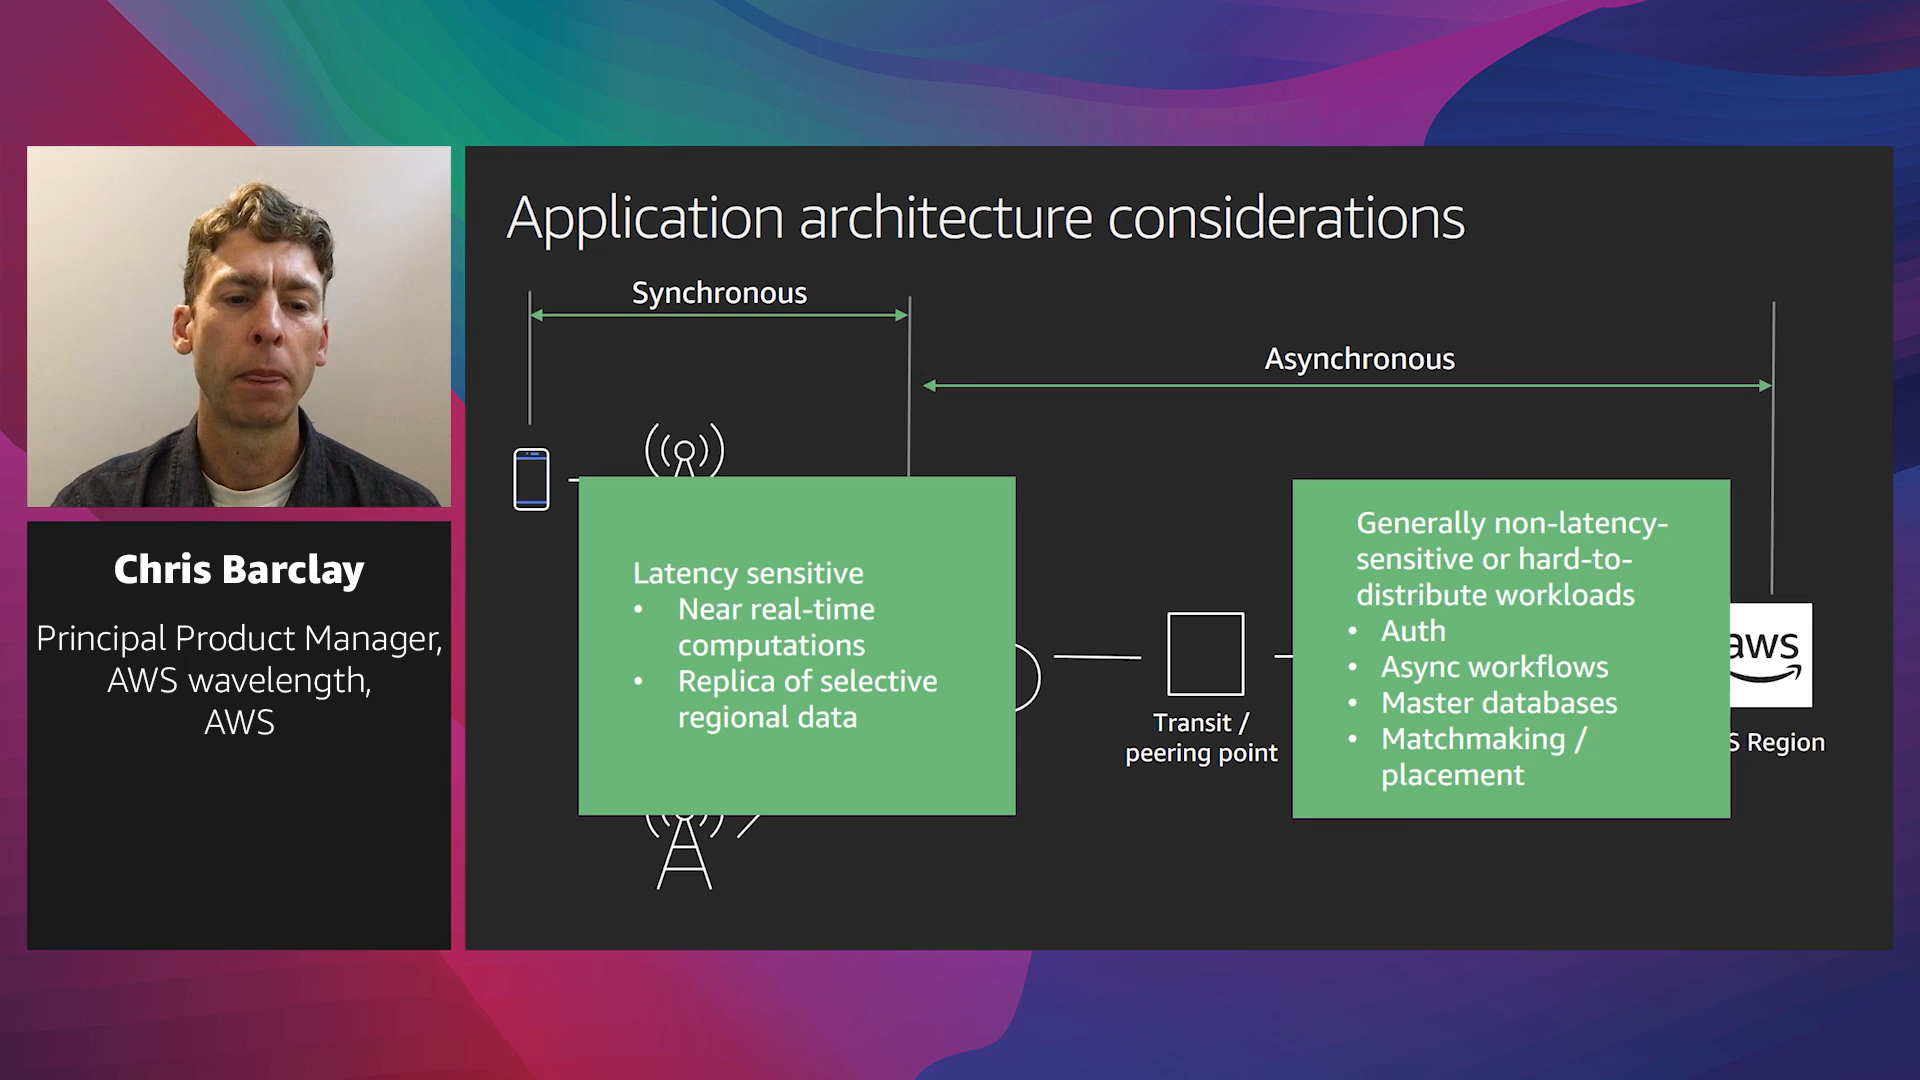 Application architecture considerations
Synchronous
Asynchronous
Latency sensitive
• Near real-time
computations
• Replica of selective
regional data
Transit /
peering point
Generally non-latency-
sensitive or hard-to-
distribute workloads
• Auth
• Async workflows
• Master databases
• Matchmaking /
placement
aws
S Region
Chris Barclay
Principal Product Manager,
AWS wavelength,
AWS